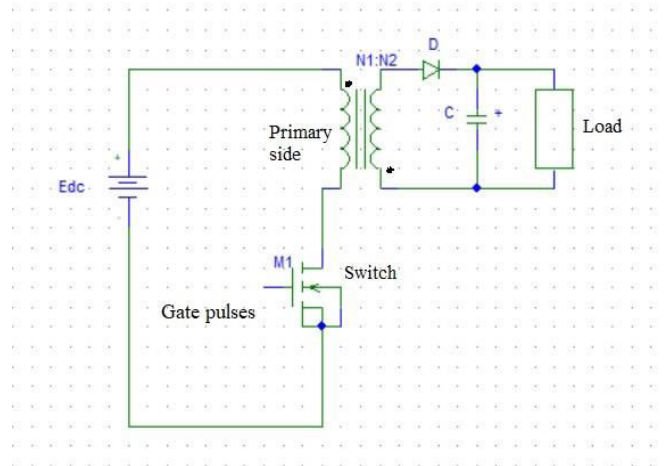 N1:N2
D
Primary
side
C
+
Load
+
Edc
M1
Switch
Gate pulses